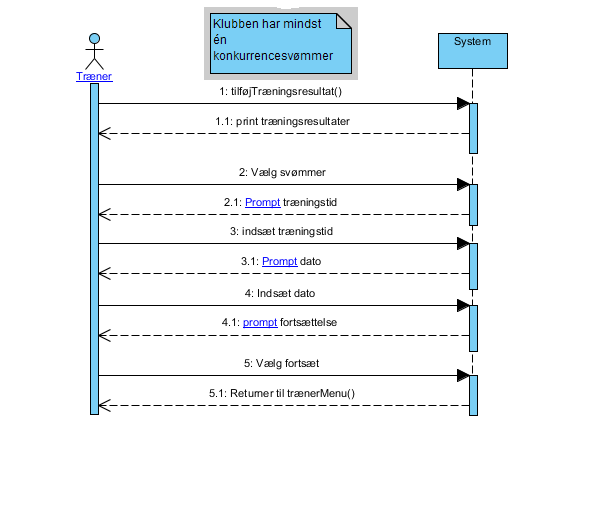 Klubben har mindst
én
konkurrencesvømmer
System
Træner
1: tilføjTræningsresultat()
1.1: print træningsresultater
2: Vælg svømmer
2.1: Prompt træningstid
3: indsæt træningstid
3.1: Prompt dato
4: Indsæt dato
4.1: prompt fortsættelse
5: Vælg fortsæt
5.1: Returner til trænerMenu()